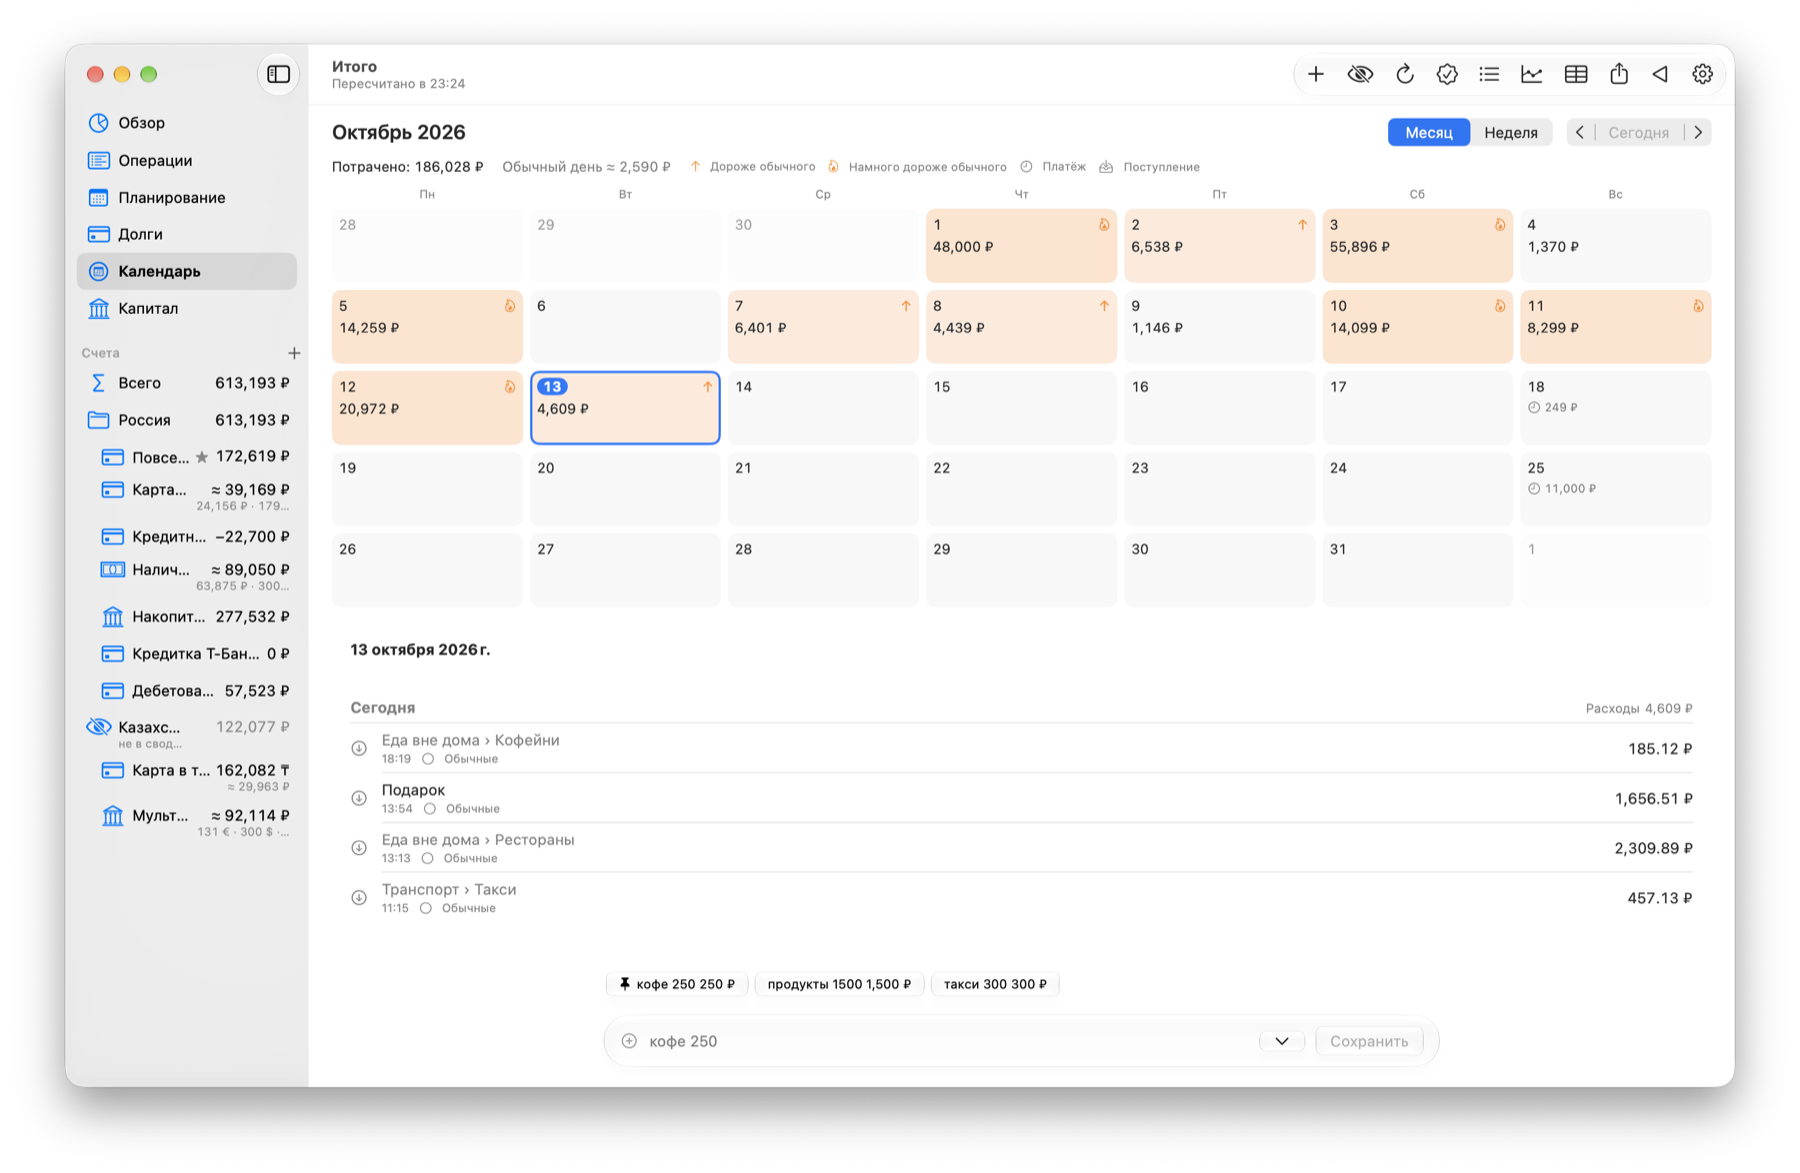 Итого
Пересчитано в 23:24
Обзор
Операции
Планирование
Долги
Календарь
Капитал
Счета
Всего 613,193 ₽
Россия 613,193 ₽
Повсе... ★ 172,619 ₽
Карта... ≈ 39,169 ₽
24,156 ₽ · 179...
Кредитн... −22,700 ₽
Налич... ≈ 89,050 ₽
63,875 ₽ · 300...
Накопит... 277,532 ₽
Кредитка Т-Бан... 0 ₽
Дебетова... 57,523 ₽
Казахс... 122,077 ₽
не в свод...
Карта в т... 162,082 ₸
≈ 29,963 ₽
Мульт... ≈ 92,114 ₽
131 € · 300 $ ·...
Октябрь 2026
Месяц Неделя Сегодня
Потрачено: 186,028 ₽ Обычный день ≈ 2,590 ₽ Дороже обычного Намного дороже обычного Платёж Поступление
Пн Вт Ср Чт Пт Сб Вс
28 29 30 1 2 3 4
48,000 ₽ 6,538 ₽ 55,896 ₽ 1,370 ₽
5 6 7 8 9 10 11
14,259 ₽ 6,401 ₽ 4,439 ₽ 1,146 ₽ 14,099 ₽ 8,299 ₽
12 13 14 15 16 17 18
20,972 ₽ 4,609 ₽ 249 ₽
19 20 21 22 23 24 25
11,000 ₽
26 27 28 29 30 31 1
13 октября 2026 г.
Сегодня Расходы 4,609 ₽
Еда вне дома › Кофейни
18:19 Обычные
185.12 ₽
Подарок
13:54 Обычные
1,656.51 ₽
Еда вне дома › Рестораны
13:13 Обычные
2,309.89 ₽
Транспорт › Такси
11:15 Обычные
457.13 ₽
кофе 250 250 ₽ продукты 1500 1,500 ₽ такси 300 300 ₽
кофе 250 Сохранить